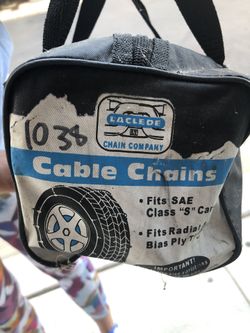 LACLEDE
CHAIN COMPANY
1038
Cable Chains
• Fits SAE
Class "S" Car
• Fits Radial
Bias Ply
IMPORTANT!